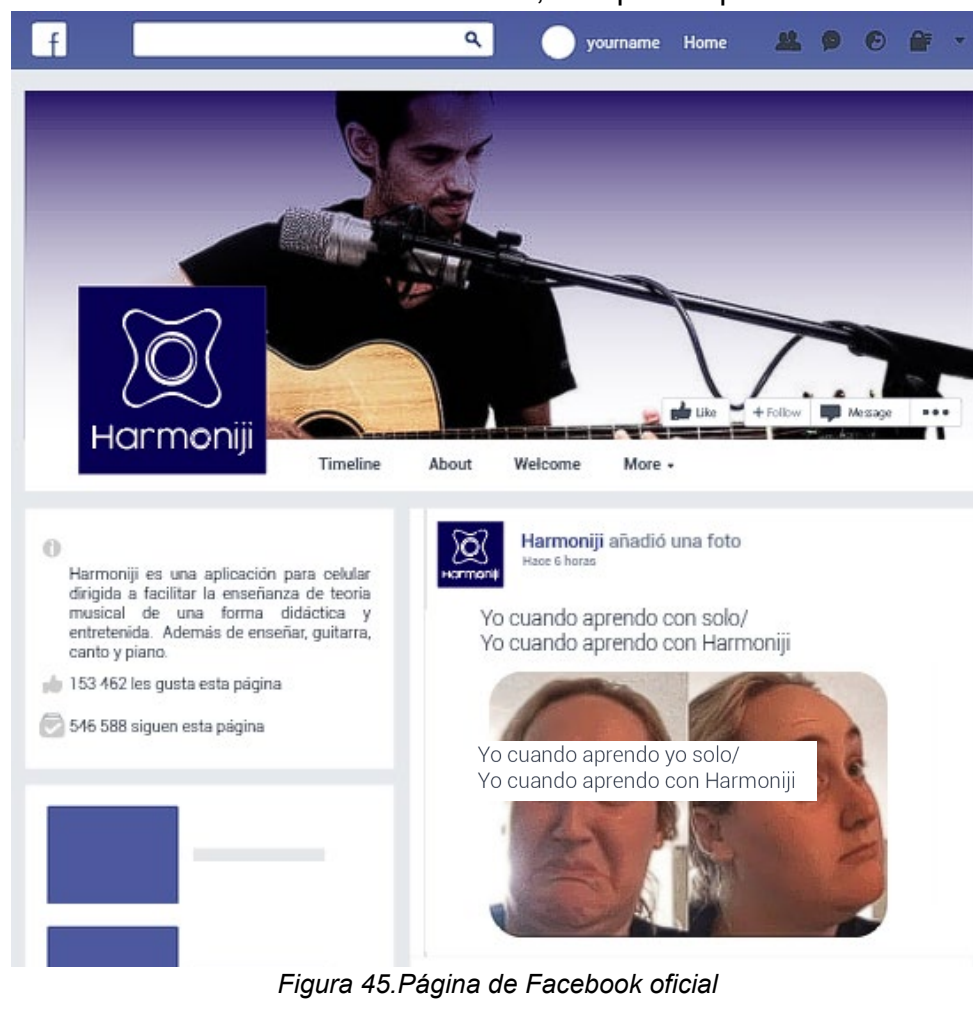 f
yourname Home
Harmoniji
Like + Follow Message
Timeline About Welcome More
Harmoniji es una aplicación para celular
dirigida a facilitar la enseñanza de teoria
musical de una forma didáctica y
entretenida. Además de enseñar, guitarra,
canto y piano.
153 462 les gusta esta página
546 588 siguen esta página
Harmoniji
Harmoniji añadió una foto
Hace 6 horas
Yo cuando aprendo con solo/
Yo cuando aprendo con Harmoniji
Yo cuando aprendo yo solo/
Yo cuando aprendo con Harmoniji
Figura 45.Página de Facebook oficial